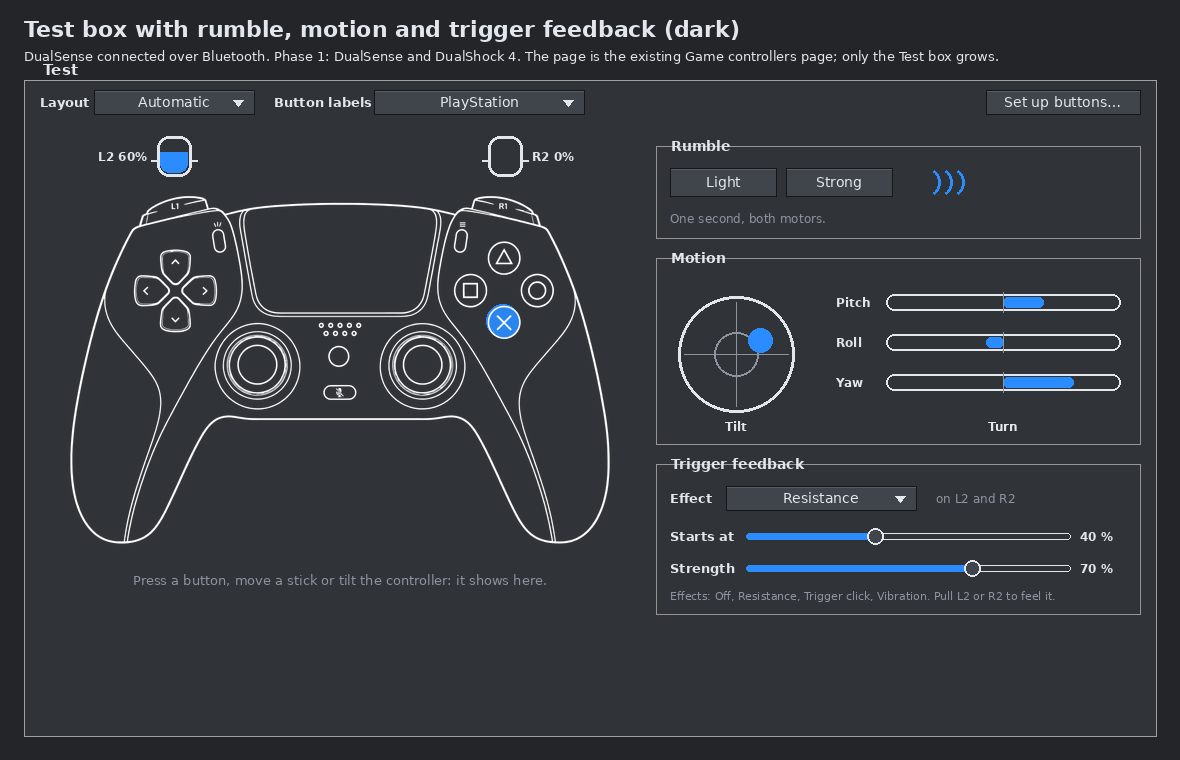 Test box with rumble, motion and trigger feedback (dark)
DualSense connected over Bluetooth. Phase 1: DualSense and DualShock 4. The page is the existing Game controllers page; only the Test box grows.
Test
Layout Automatic Button labels PlayStation Set up buttons...
L2 60% R2 0%
L1 R1
Rumble
Light Strong
One second, both motors.
Motion
Pitch
Roll
Yaw
Tilt Turn
Trigger feedback
Effect Resistance on L2 and R2
Starts at 40 %
Strength 70 %
Effects: Off, Resistance, Trigger click, Vibration. Pull L2 or R2 to feel it.
Press a button, move a stick or tilt the controller: it shows here.